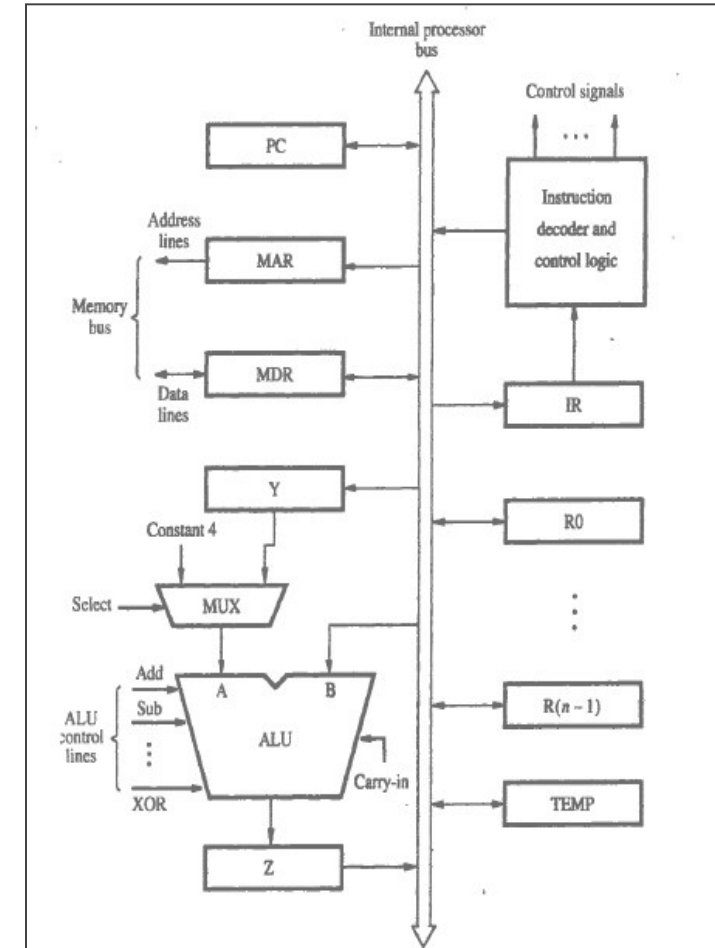 Internal processor
bus
Control signals
...
PC
Instruction
decoder and
control logic
Address
lines
MAR
Memory
bus
MDR
Data
lines
IR
Y
Constant 4
R0
Select
MUX
Add
A
B
R(n − 1)
Sub
ALU
control
lines
ALU
Carry-in
XOR
TEMP
Z